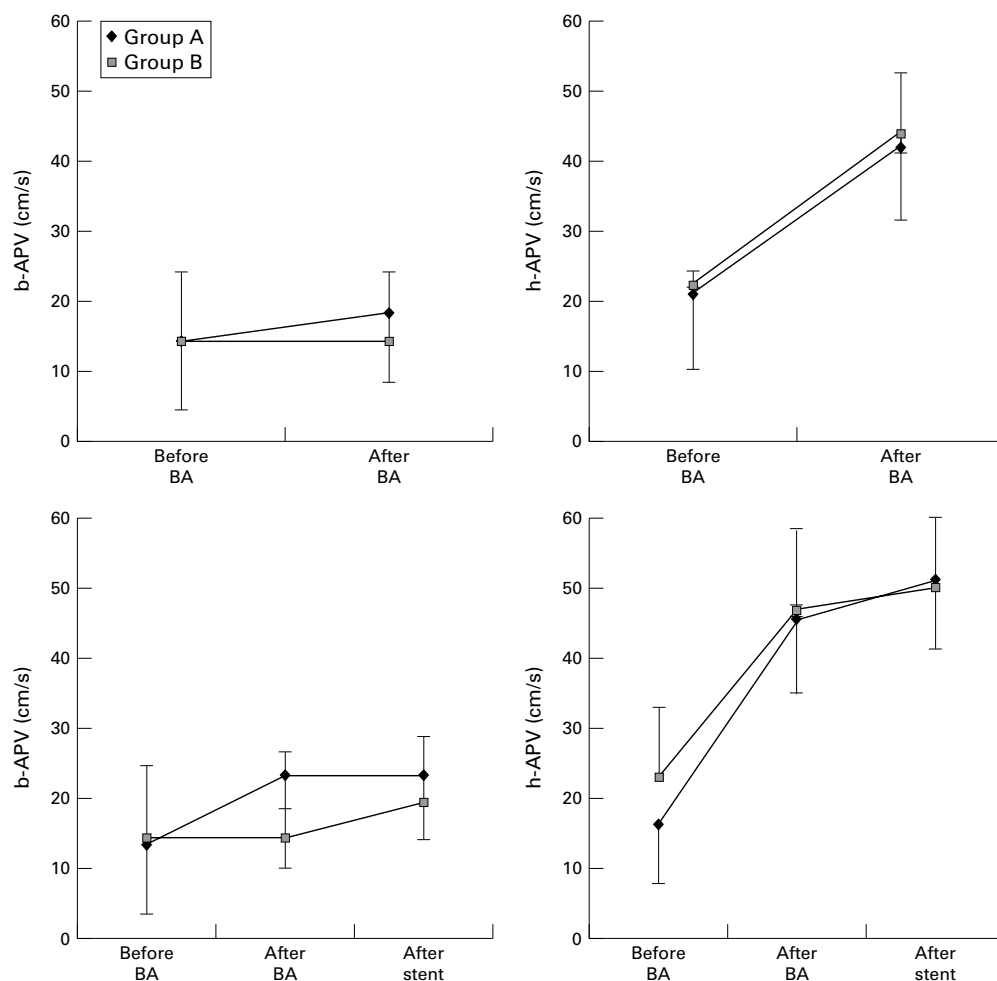 60
50
40
30
20
10
0
b-APV (cm/s)
Group A
Group B
Before
BA
After
BA
60
50
40
30
20
10
0
h-APV (cm/s)
Before
BA
After
BA
60
50
40
30
20
10
0
b-APV (cm/s)
Before
BA
After
BA
After
stent
60
50
40
30
20
10
0
h-APV (cm/s)
Before
BA
After
BA
After
stent